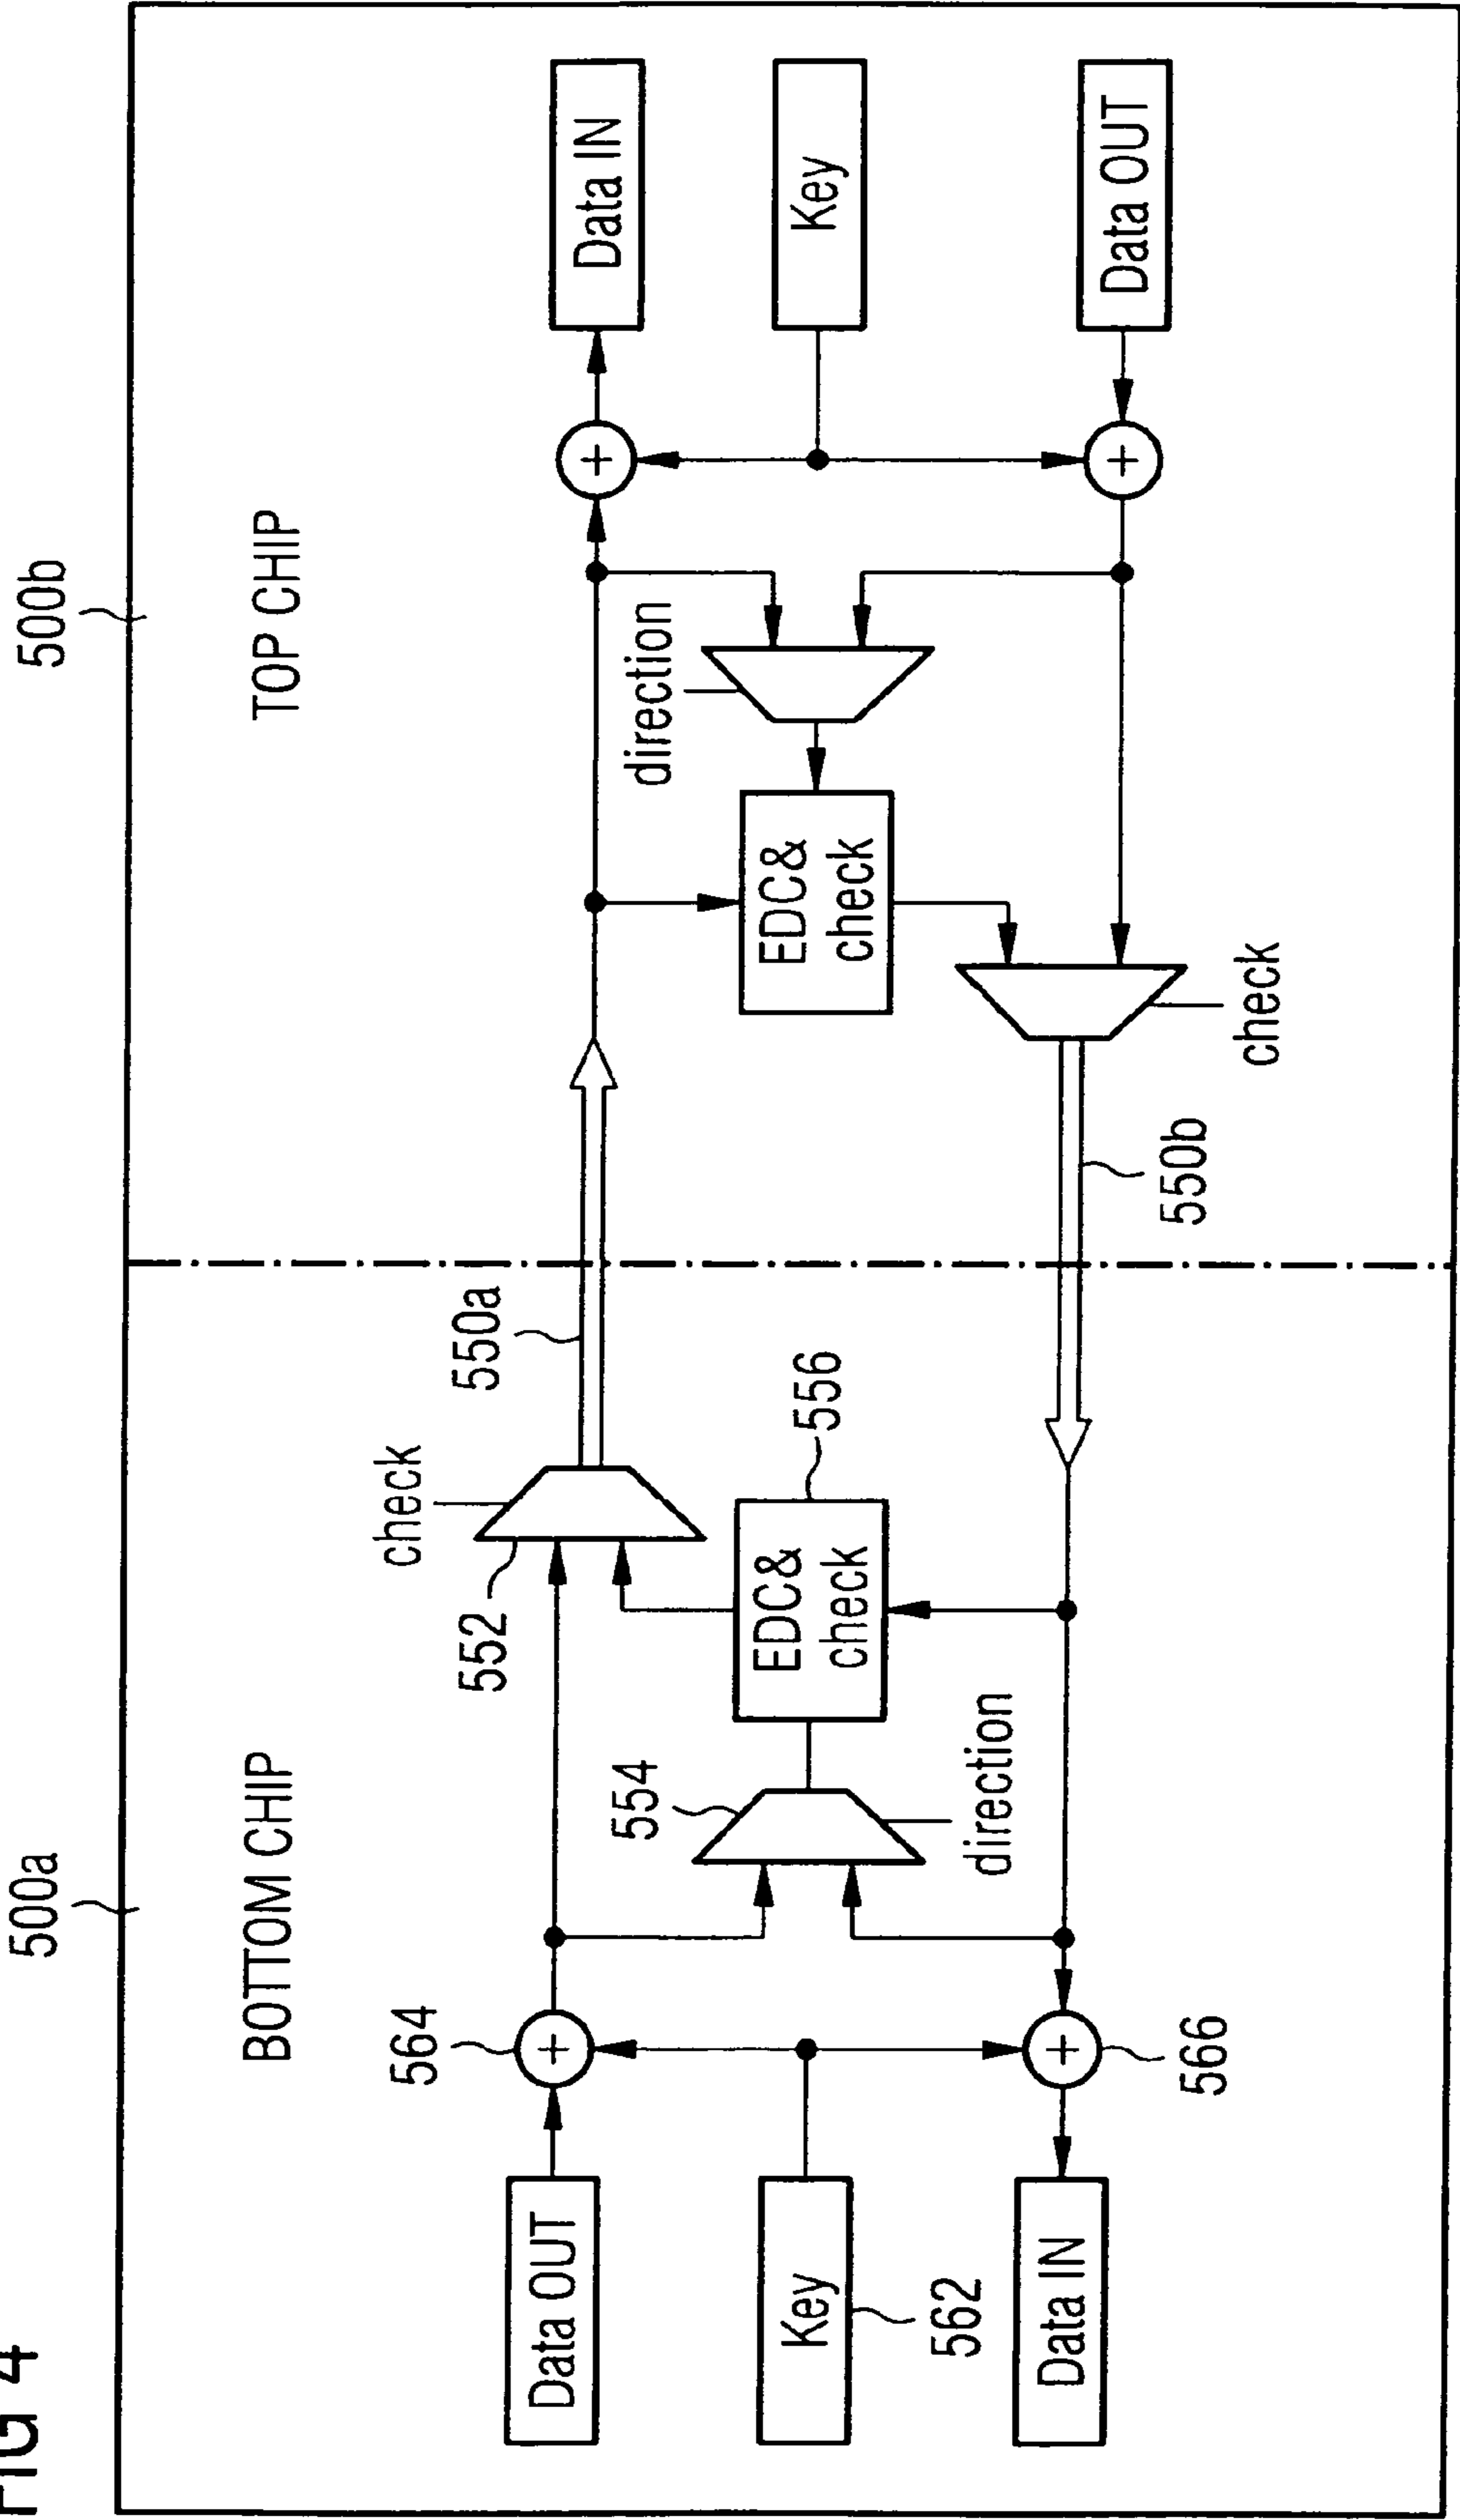 FIG 4
500a
500b
BOTTOM CHIP
TOP CHIP
564
552
check
550a
Data OUT
Data IN
554
direction
Key
562
EDC&
check
556
EDC&
check
Key
direction
566
Data IN
550b
check
Data OUT